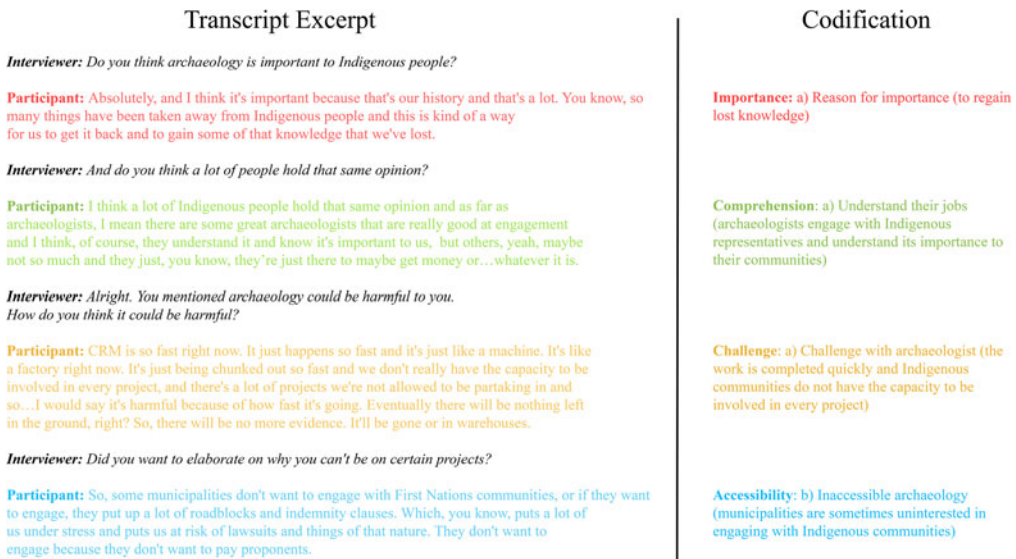 Transcript Excerpt
Interviewer: Do you think archaeology is important to Indigenous people?
Participant: Absolutely, and I think it's important because that's our history and that's a lot. You know, so
many things have been taken away from Indigenous people and this is kind of a way
for us to get it back and to gain some of that knowledge that we've lost.
Interviewer: And do you think a lot of people hold that same opinion?
Participant: I think a lot of Indigenous people hold that same opinion and as far as
archaeologists, I mean there are some great archaeologists that are really good at engagement
and I think, of course, they understand it and know it's important to us, but others, yeah, maybe
not so much and they just, you know, they're just there to maybe get money or…whatever it is.
Interviewer: Alright. You mentioned archaeology could be harmful to you.
How do you think it could be harmful?
Participant: CRM is so fast right now. It just happens so fast and it's just like a machine. It's like
a factory right now. It's just being chunked out so fast and we don't really have the capacity to be
involved in every project, and there's a lot of projects we're not allowed to be partaking in and
so…I would say it's harmful because of how fast it's going. Eventually there will be nothing left
in the ground, right? So, there will be no more evidence. It'll be gone or in warehouses.
Interviewer: Did you want to elaborate on why you can't be on certain projects?
Participant: So, some municipalities don't want to engage with First Nations communities, or if they want
to engage, they put up a lot of roadblocks and indemnity clauses. Which, you know, puts a lot of
us under stress and puts us at risk of lawsuits and things of that nature. They don't want to
engage because they don't want to pay proponents.
Codification
Importance: a) Reason for importance (to regain
lost knowledge)
Comprehension: a) Understand their jobs
(archaeologists engage with Indigenous
representatives and understand its importance to
their communities)
Challenge: a) Challenge with archaeologist (the
work is completed quickly and Indigenous
communities do not have the capacity to be
involved in every project)
Accessibility: b) Inaccessible archaeology
(municipalities are sometimes uninterested in
engaging with Indigenous communities)